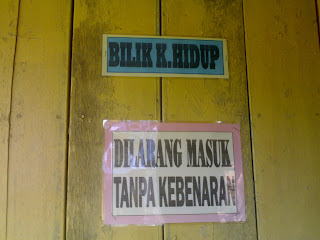 BILIK K.HIDUP
DILARANG MASUK
TANPA KEBENARAN